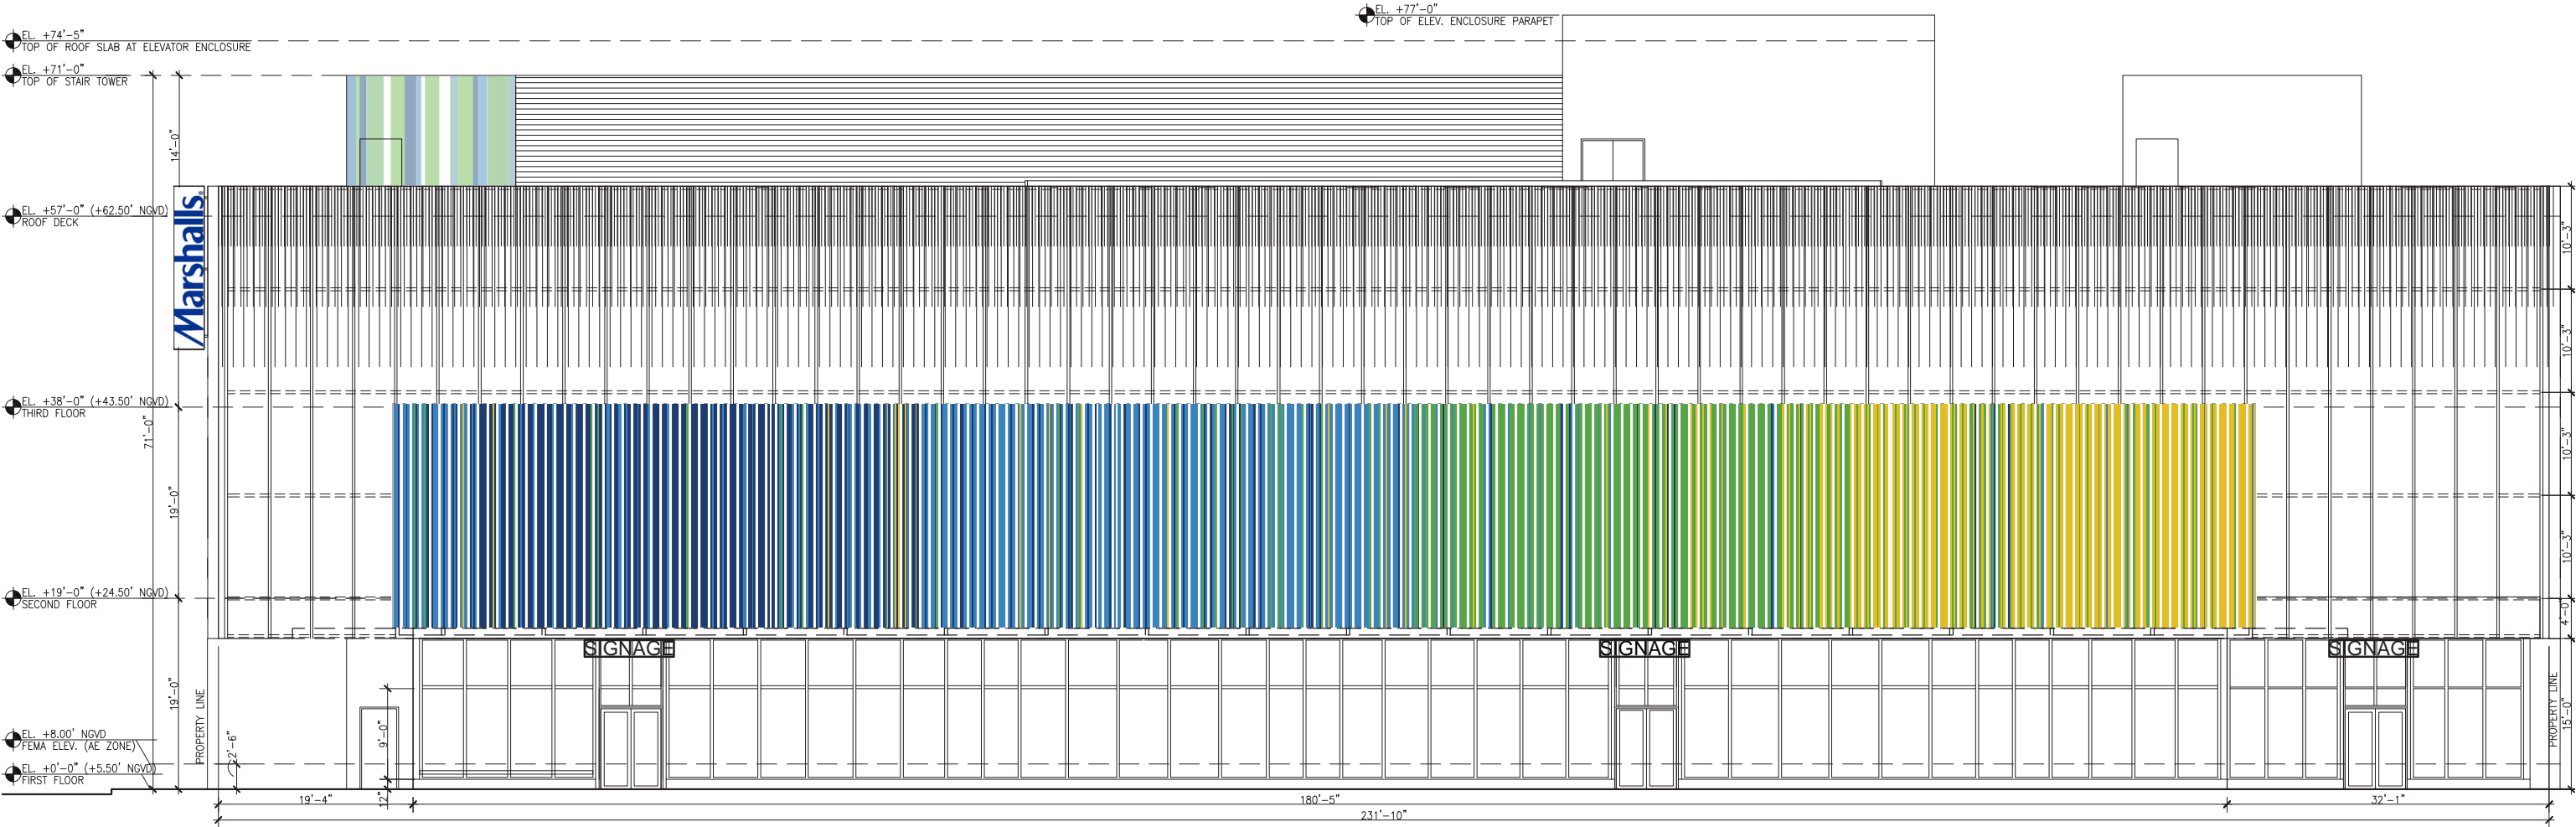 EL. +77'-0"
TOP OF ELEV. ENCLOSURE PARAPET
EL. +74'-5"
TOP OF ROOF SLAB AT ELEVATOR ENCLOSURE
EL. +71'-0"
TOP OF STAIR TOWER
14'-0"
Marshalls.
EL. +57'-0" (+62.50' NGVD)
ROOF DECK
10'-3"
10'-3"
EL. +38'-0" (+43.50' NGVD)
THIRD FLOOR
71'-0"
10'-3"
19'-0"
10'-3"
EL. +19'-0" (+24.50' NGVD)
SECOND FLOOR
4'-0"
SIGNAGE
SIGNAGE
SIGNAGE
19'-0"
PROPERTY LINE
2'-6"
9'-0"
12"
PROPERTY LINE
15'-0"
EL. +8.00' NGVD
FEMA ELEV. (AE ZONE)
EL. +0'-0" (+5.50' NGVD)
FIRST FLOOR
19'-4"
180'-5"
32'-1"
231'-10"